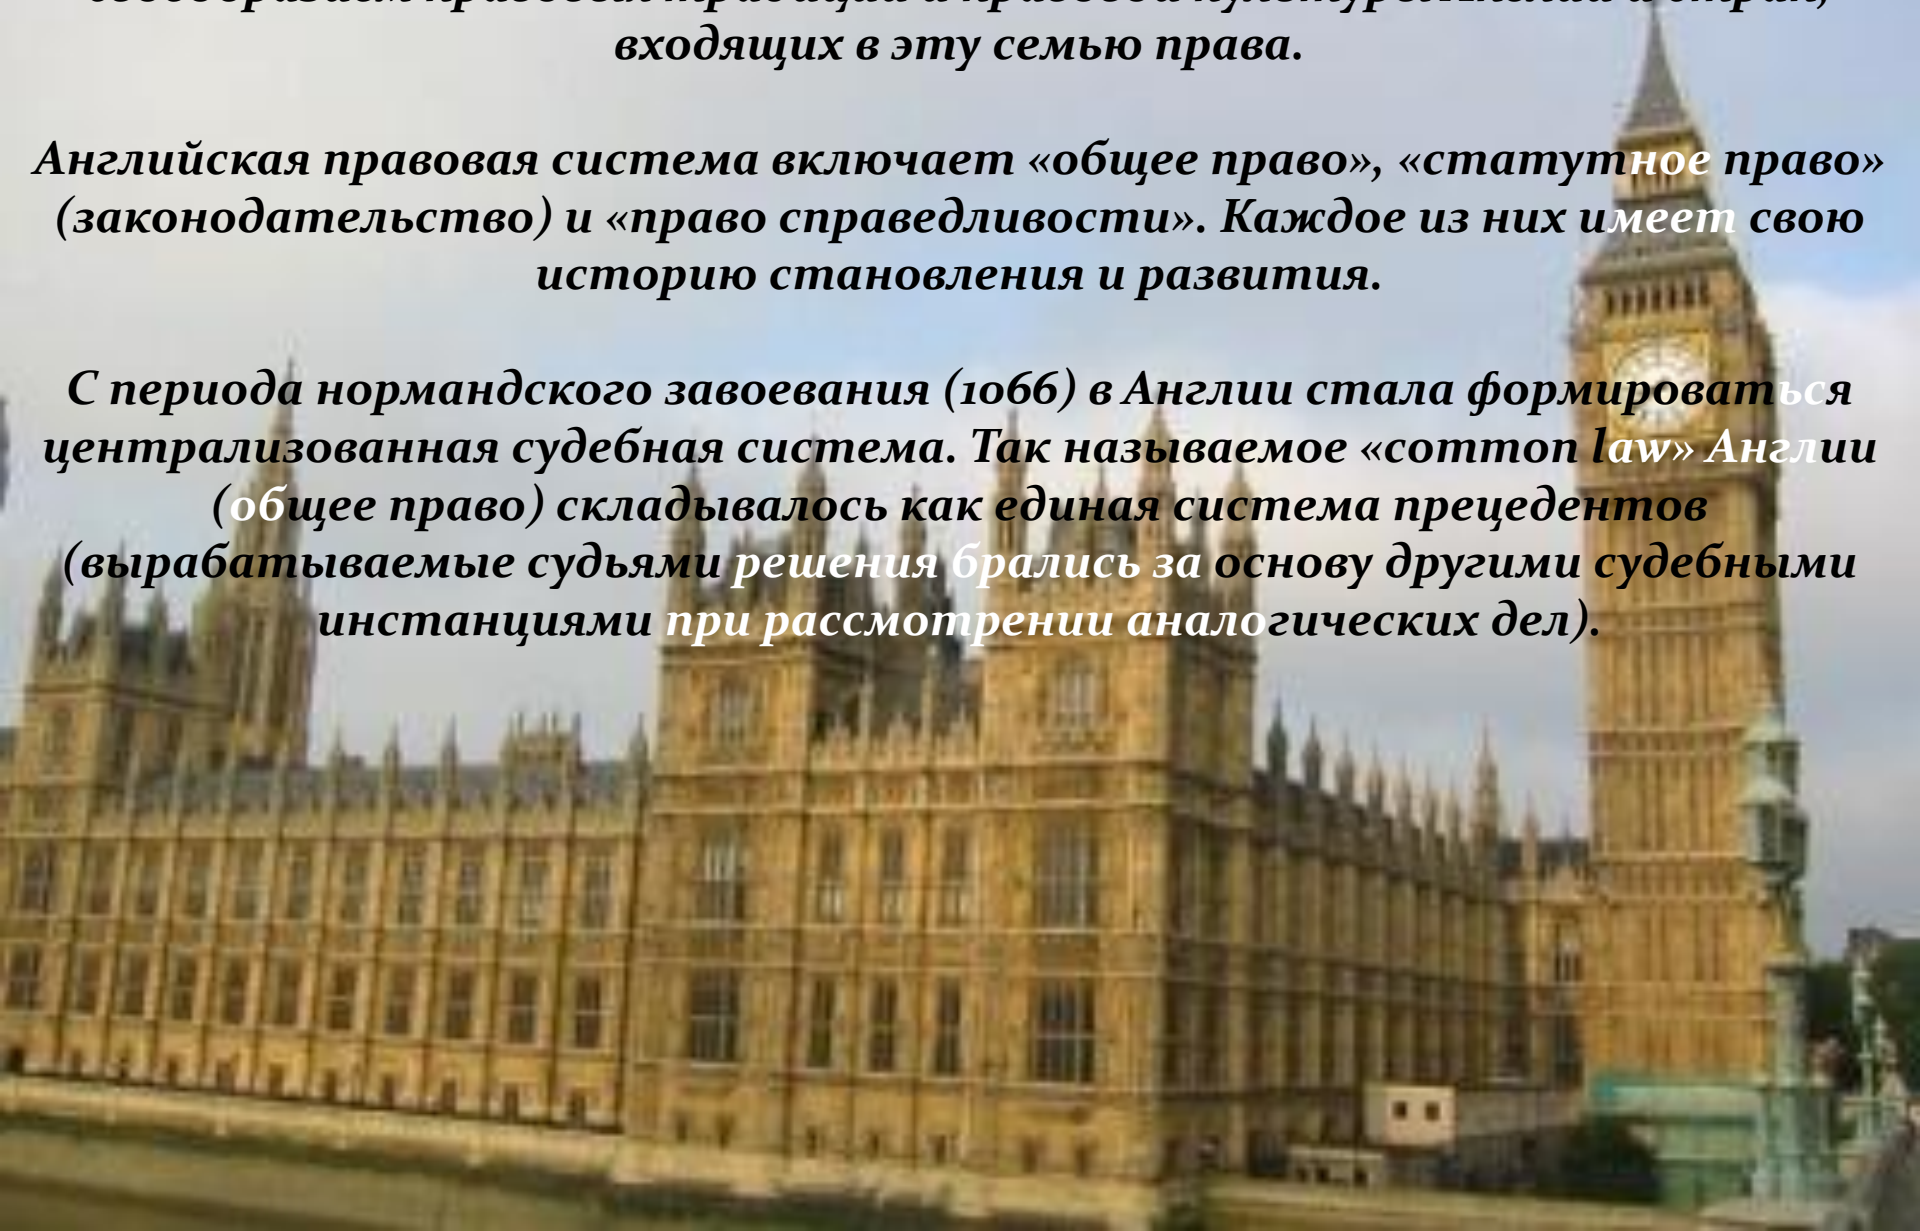 входящих в эту семью права.
Английская правовая система включает «общее право», «статутное право»
(законодательство) и «право справедливости». Каждое из них имеет свою
историю становления и развития.
С периода нормандского завоевания (1066) в Англии стала формироваться
централизованная судебная система. Так называемое «common law» Англии
(общее право) складывалось как единая система прецедентов
(вырабатываемые судьями решения брались за основу другими судебными
инстанциями при рассмотрении аналогических дел).